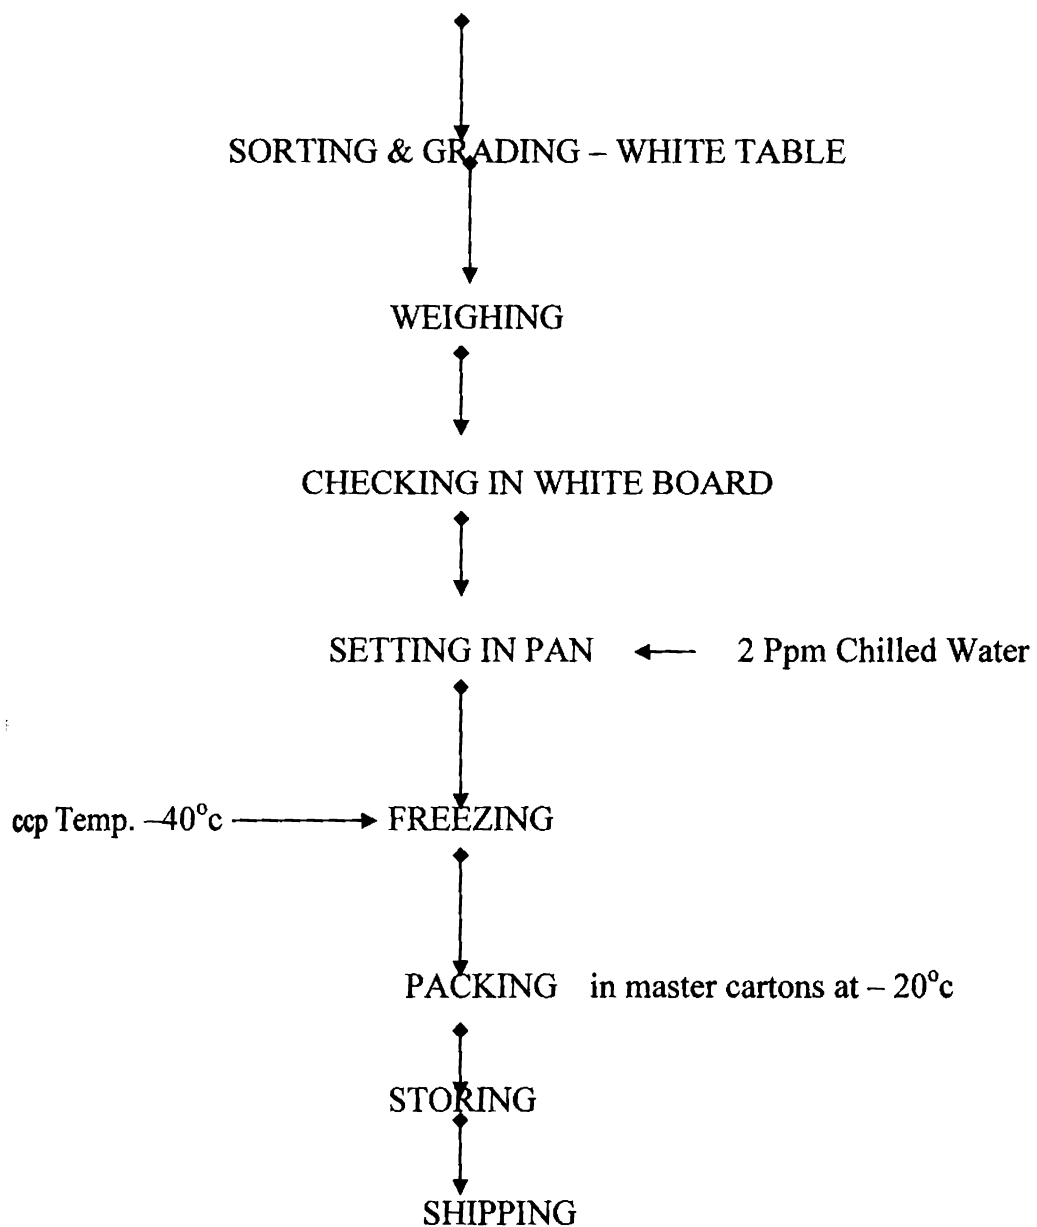 SORTING & GRADING – WHITE TABLE
WEIGHING
CHECKING IN WHITE BOARD
SETTING IN PAN 2 Ppm Chilled Water
ccp Temp. –40°c FREEZING
PACKING in master cartons at – 20°c
STORING
SHIPPING